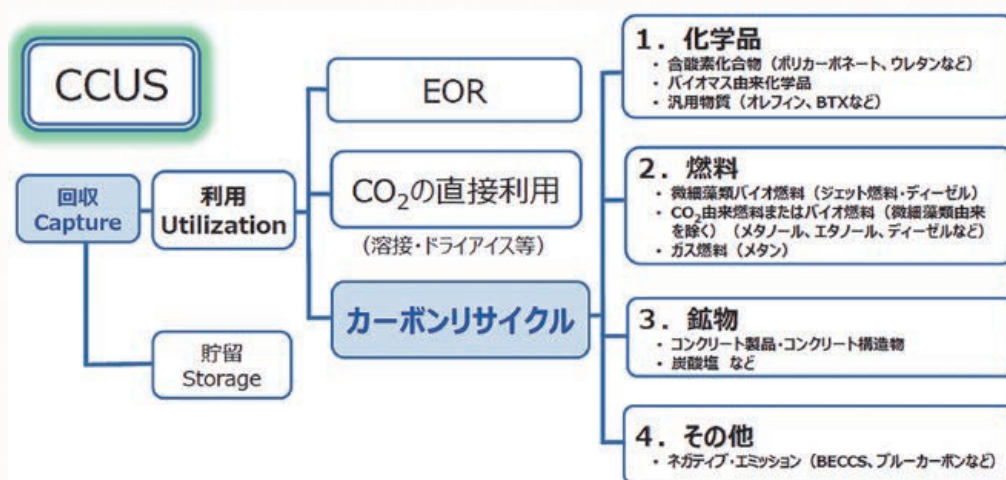 CCUS
回収
Capture
利用
Utilization
貯留
Storage
EOR
CO₂の直接利用
(溶接・ドライアイス等)
カーボンリサイクル
1. 化学品
・ 含酸素化合物（ポリカーボネート、ウレタンなど）
・ バイオマス由来化学品
・ 汎用物質（オレフィン、BTXなど）
2. 燃料
・ 微細藻類バイオ燃料（ジェット燃料・ディーゼル）
・ CO₂由来燃料またはバイオ燃料（微細藻類由来
を除く）（メタノール、エタノール、ディーゼルなど）
・ ガス燃料（メタン）
3. 鉱物
・ コンクリート製品・コンクリート構造物
・ 炭酸塩 など
4. その他
・ ネガティブ・エミッション（BECCS、ブルーカーボンなど）